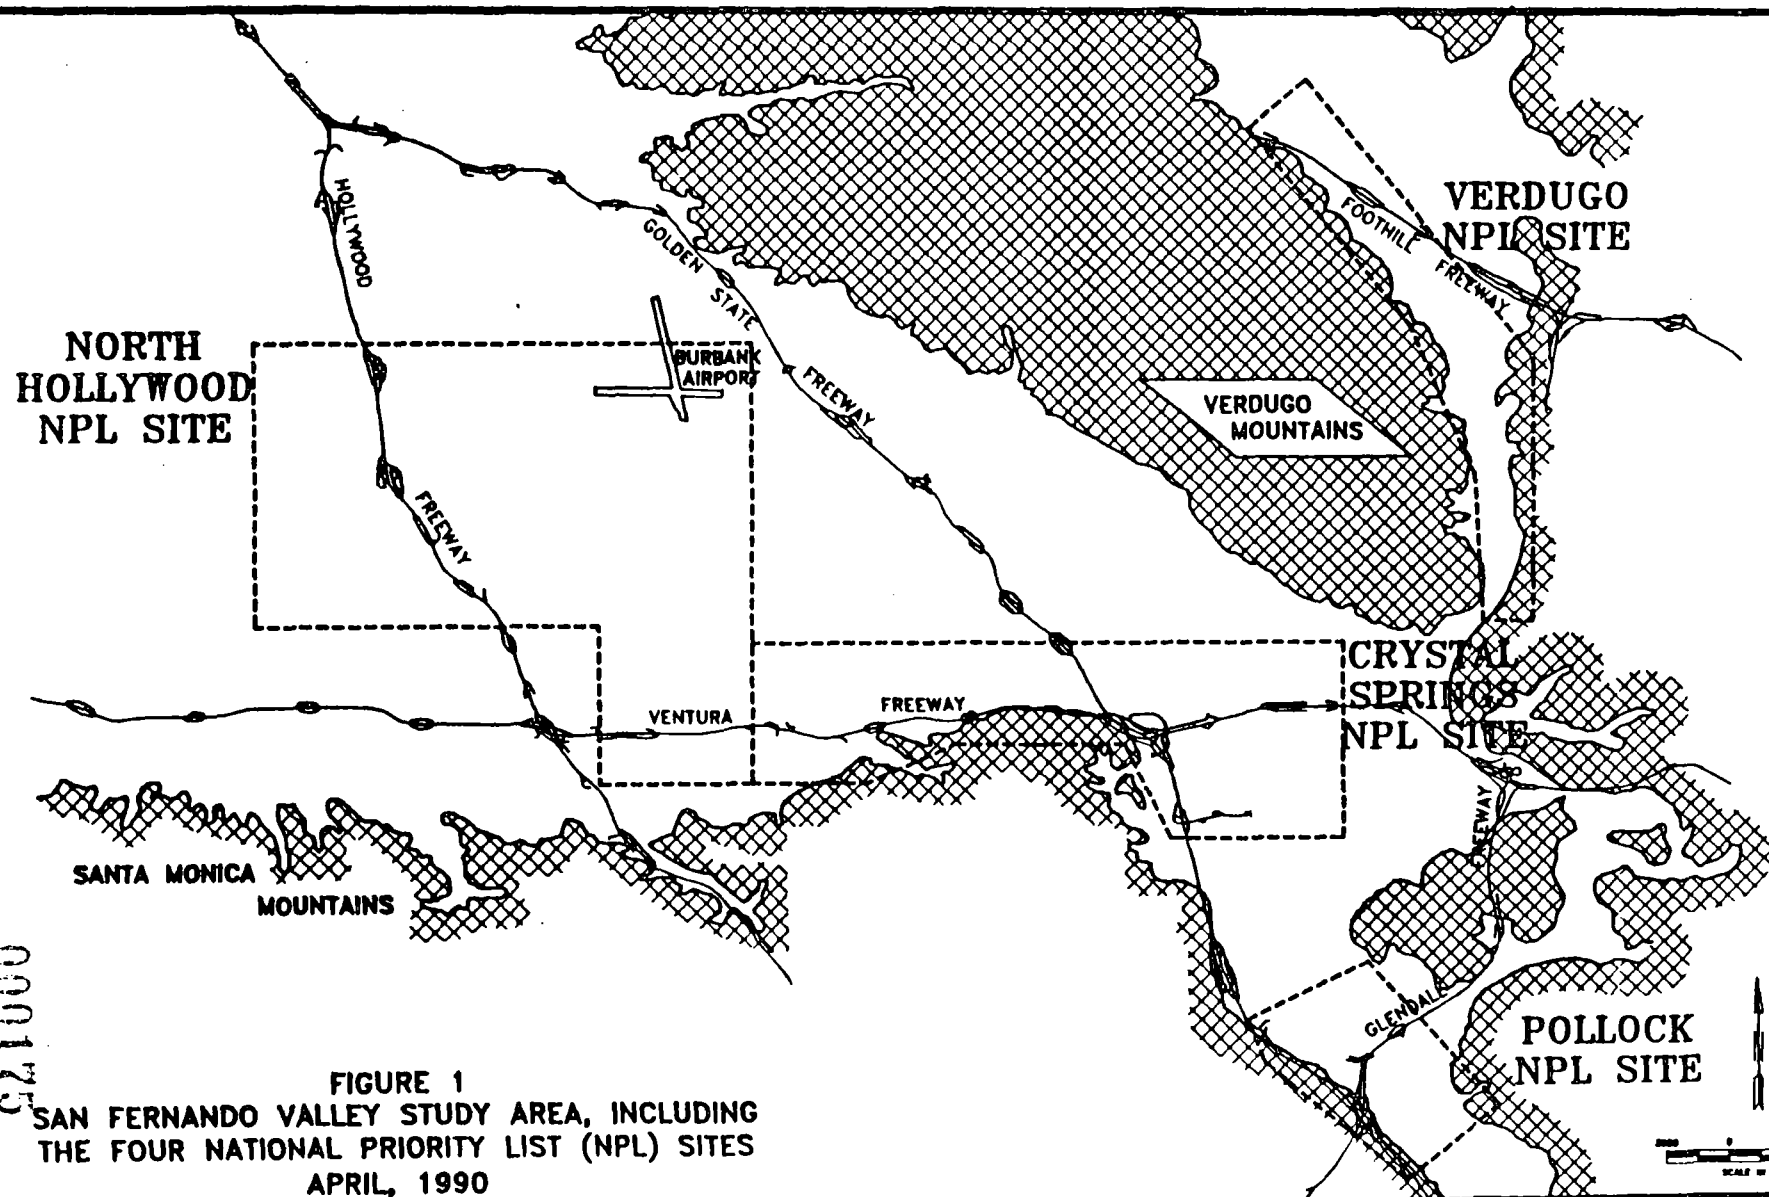 HOLLYWOOD
FREEWAY
GOLDEN
STATE
FREEWAY
FOOTHILL
FREEWAY
VERDUGO
NPL SITE
NORTH
HOLLYWOOD
NPL SITE
BURBANK
AIRPORT
VERDUGO
MOUNTAINS
CRYSTAL
SPRINGS
NPL SITE
VENTURA
FREEWAY
SANTA MONICA
MOUNTAINS
FREEWAY
GLENDALE
POLLOCK
NPL SITE
N
FIGURE 1
SAN FERNANDO VALLEY STUDY AREA, INCLUDING
THE FOUR NATIONAL PRIORITY LIST (NPL) SITES
APRIL, 1990
0
SCALE